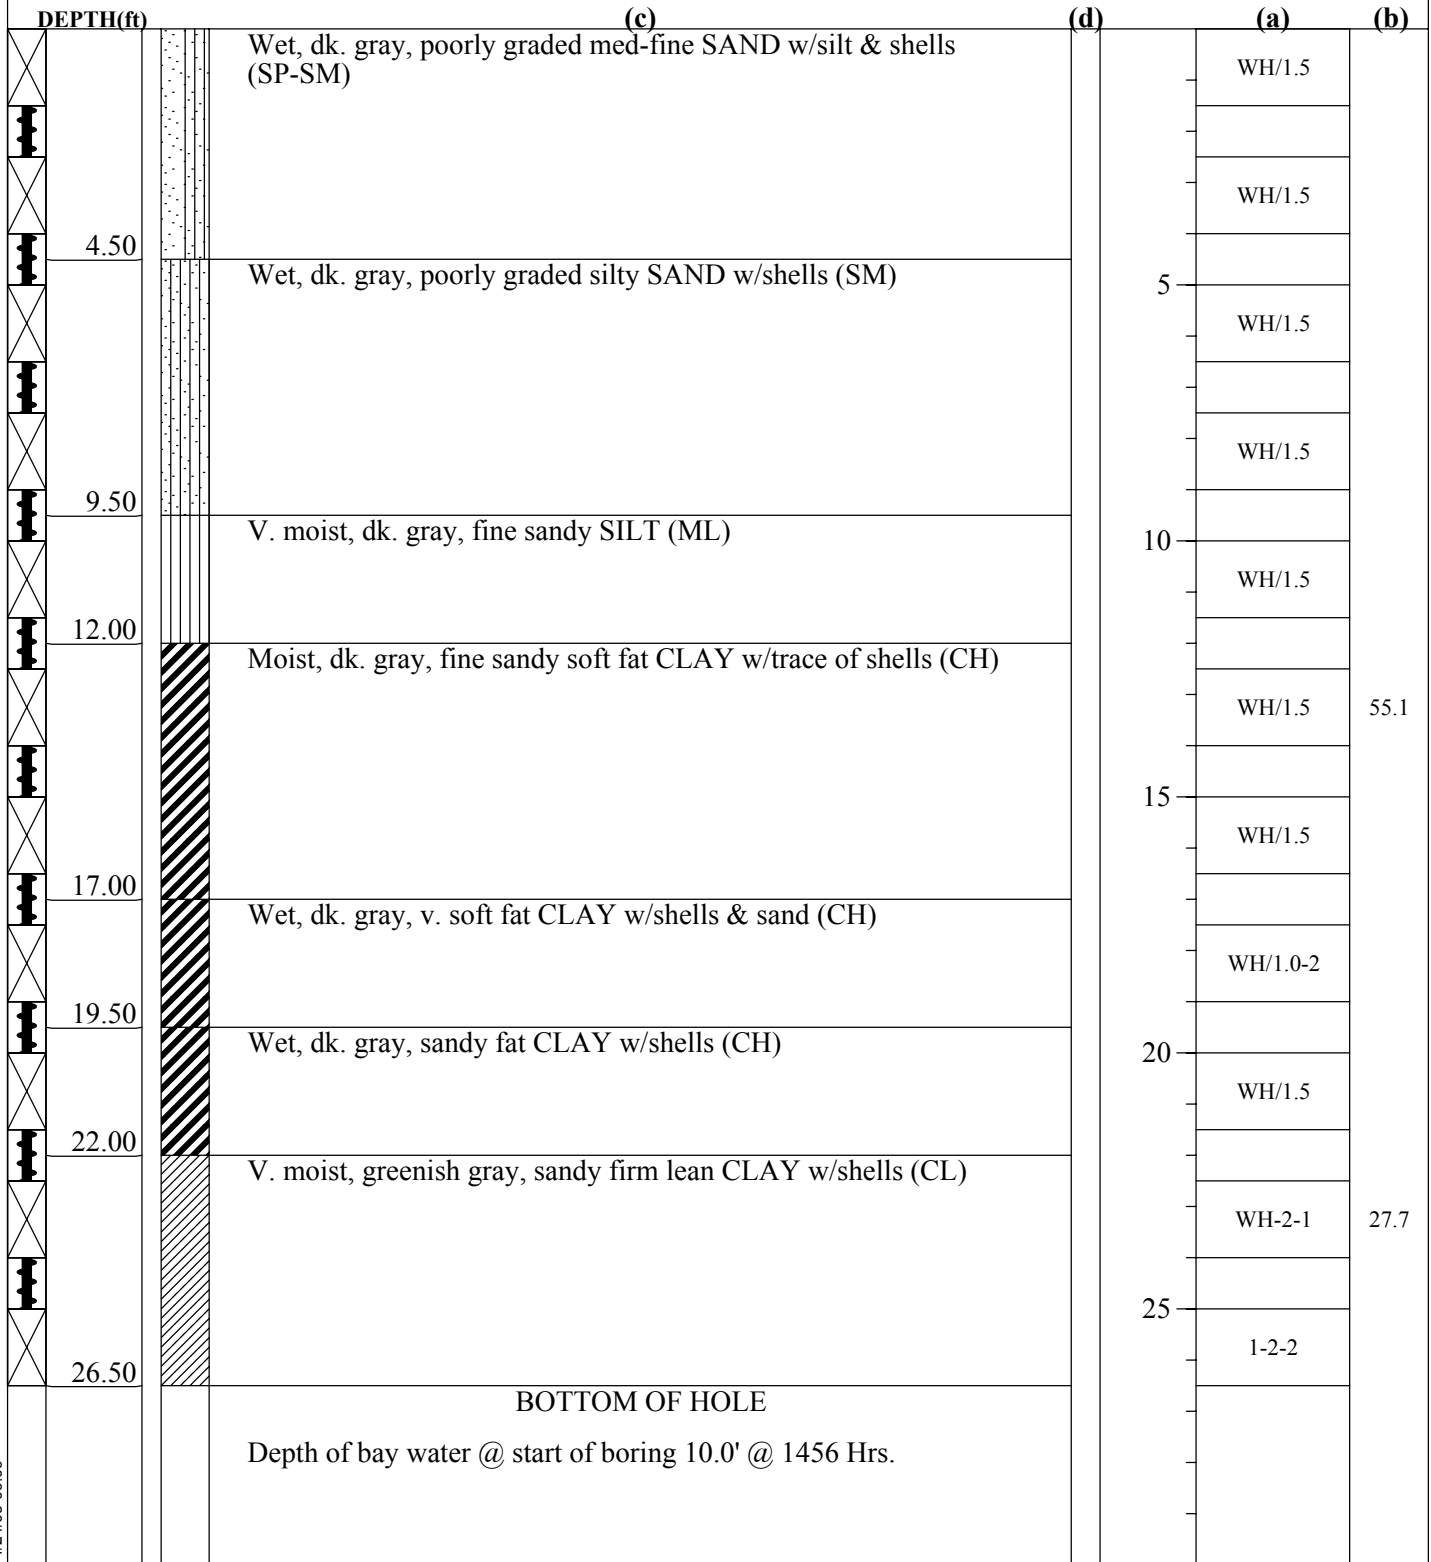 DEPTH(ft) (c) (d) (a) (b)
Wet, dk. gray, poorly graded med-fine SAND w/silt & shells
(SP-SM)
WH/1.5
WH/1.5
4.50
Wet, dk. gray, poorly graded silty SAND w/shells (SM)
5
WH/1.5
WH/1.5
9.50
V. moist, dk. gray, fine sandy SILT (ML)
10
WH/1.5
12.00
Moist, dk. gray, fine sandy soft fat CLAY w/trace of shells (CH)
WH/1.5 55.1
15
WH/1.5
17.00
Wet, dk. gray, v. soft fat CLAY w/shells & sand (CH)
WH/1.0-2
19.50
Wet, dk. gray, sandy fat CLAY w/shells (CH)
20
WH/1.5
22.00
V. moist, greenish gray, sandy firm lean CLAY w/shells (CL)
WH-2-1 27.7
25
1-2-2
26.50
BOTTOM OF HOLE
Depth of bay water @ start of boring 10.0' @ 1456 Hrs.